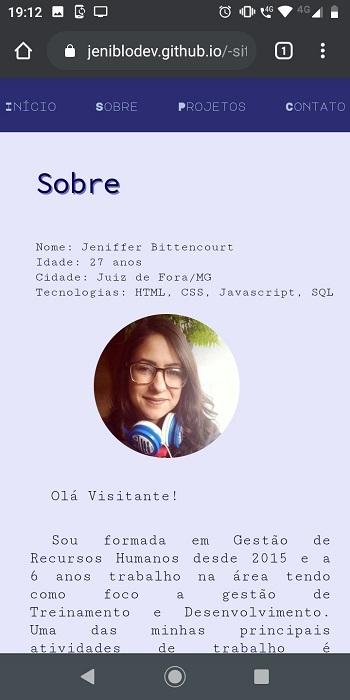 19:12
4G 4G
jeniblodev.github.io/-sit
1
INÍCIO SOBRE PROJETOS CONTATO
Sobre
Nome: Jeniffer Bittencourt
Idade: 27 anos
Cidade: Juiz de Fora/MG
Tecnologias: HTML, CSS, Javascript, SQL
Olá Visitante!
Sou formada em Gestão de
Recursos Humanos desde 2015 e a
6 anos trabalho na área tendo
como foco a gestão de
Treinamento e Desenvolvimento.
Uma das minhas principais
atividades de trabalho é